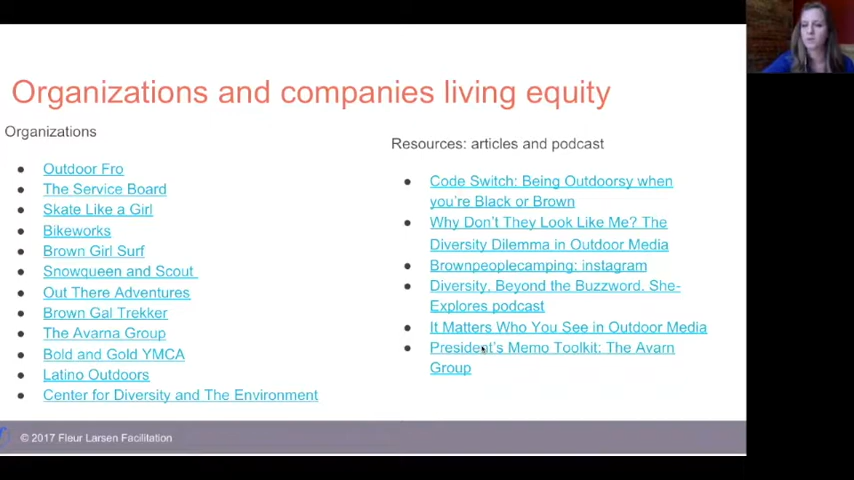 Organizations and companies living equity
Organizations
Outdoor Fro
The Service Board
Skate Like a Girl
Bikeworks
Brown Girl Surf
Snowqueen and Scout
Out There Adventures
Brown Gal Trekker
The Avarna Group
Bold and Gold YMCA
Latino Outdoors
Center for Diversity and The Environment
Resources: articles and podcast
Code Switch: Being Outdoorsy when
you're Black or Brown
Why Don't They Look Like Me? The
Diversity Dilemma in Outdoor Media
Brownpeoplecamping: instagram
Diversity, Beyond the Buzzword. She-
Explores podcast
It Matters Who You See in Outdoor Media
President's Memo Toolkit: The Avarn
Group
© 2017 Fleur Larsen Facilitation